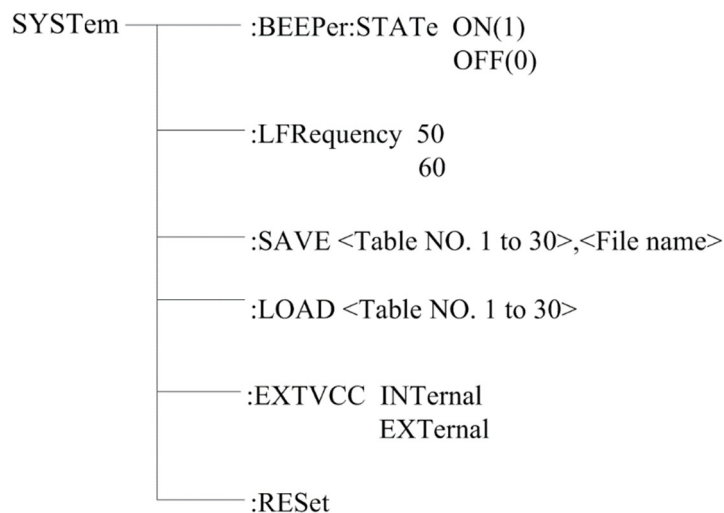 SYSTem :BEEPer:STATe ON(1)
OFF(0)
:LFRequency 50
60
:SAVE <Table NO. 1 to 30>,<File name>
:LOAD <Table NO. 1 to 30>
:EXTVCC INTernal
EXTernal
:RESet